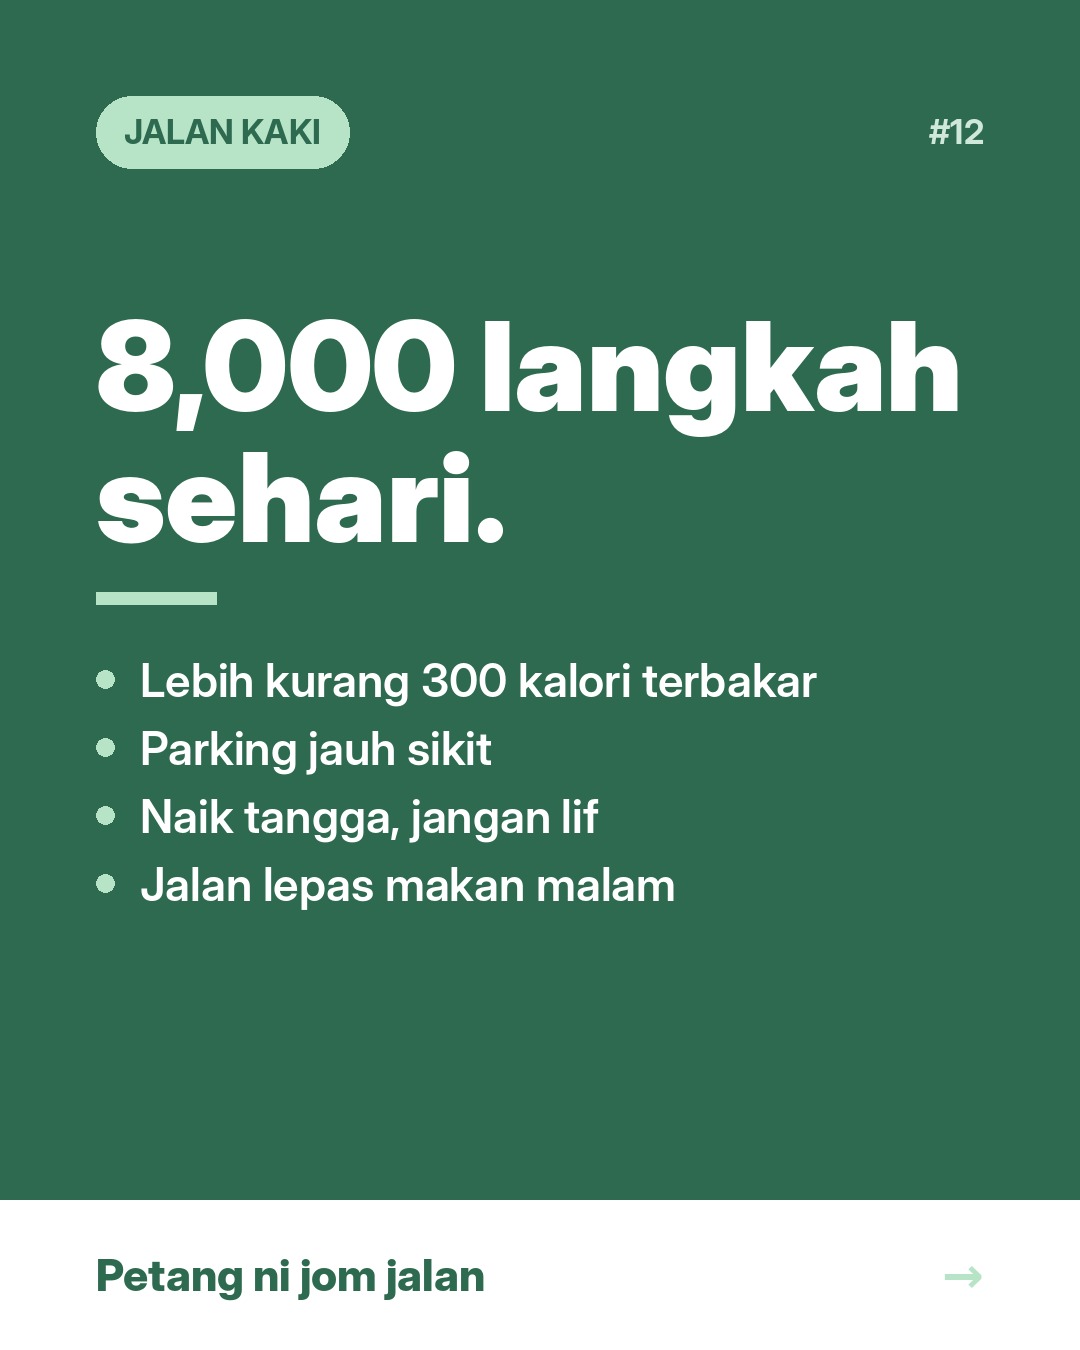 JALAN KAKI
#12
8,000 langkah
sehari.
Lebih kurang 300 kalori terbakar
Parking jauh sikit
Naik tangga, jangan lif
Jalan lepas makan malam
Petang ni jom jalan →